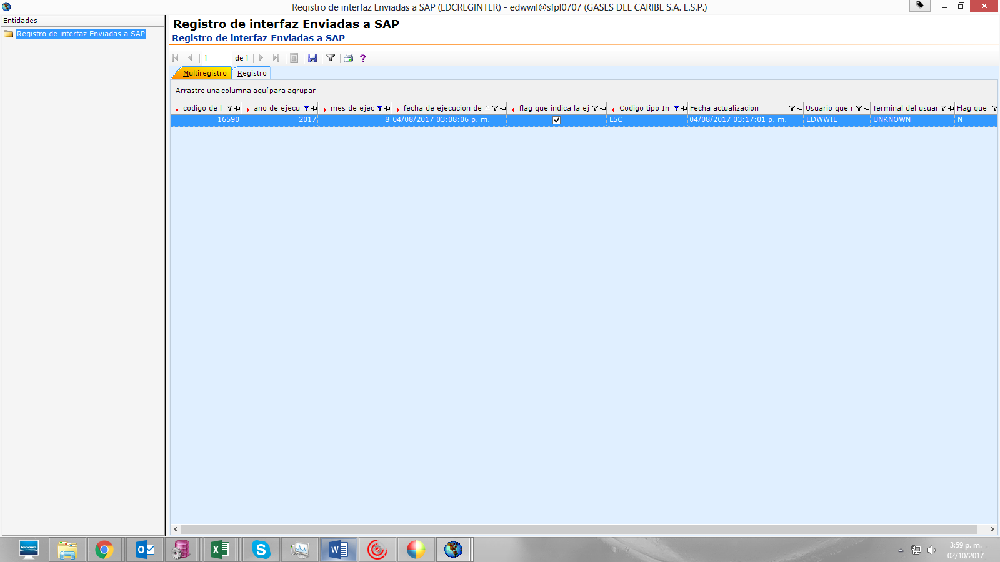 Registro de interfaz Enviadas a SAP (LDCREGINTER) - edwwil@sfpl0707 (GASES DEL CARIBE S.A. E.S.P.)
Entidades
Registro de interfaz Enviadas a SAP
Registro de interfaz Enviadas a SAP
Registro de interfaz Enviadas a SAP
1 de 1
Multiregistro Registro
Arrastre una columna aquí para agrupar
codigo de l ano de ejecu mes de ejec fecha de ejecucion de flag que indica la ej Codigo tipo In Fecha actualizacion Usuario que r Terminal del usuar Flag que
16590 2017 8 04/08/2017 03:08:06 p. m. L5C 04/08/2017 03:17:01 p. m. EDWWIL UNKNOWN N
lenovo
3:59 p. m.
02/10/2017